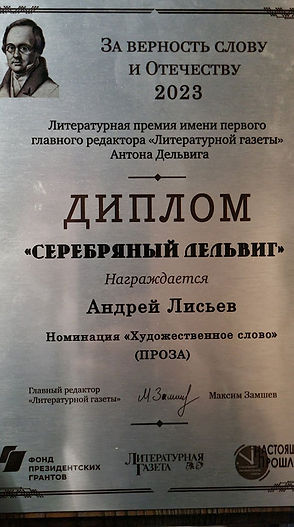 За верность слову
и Отечеству
2023
Литературная премия имени первого
главного редактора «Литературной газеты»
Антона Дельвига
ДИПЛОМ
«СЕРЕБРЯНЫЙ ДЕЛЬВИГ»
Награждается
Андрей Лисьев
Номинация «Художественное слово»
(ПРОЗА)
Главный редактор
«Литературной газеты»
Максим Замшев
ФОНД
ПРЕЗИДЕНТСКИХ
ГРАНТОВ
ЛИТЕРАТУРНАЯ
ГАЗЕТА